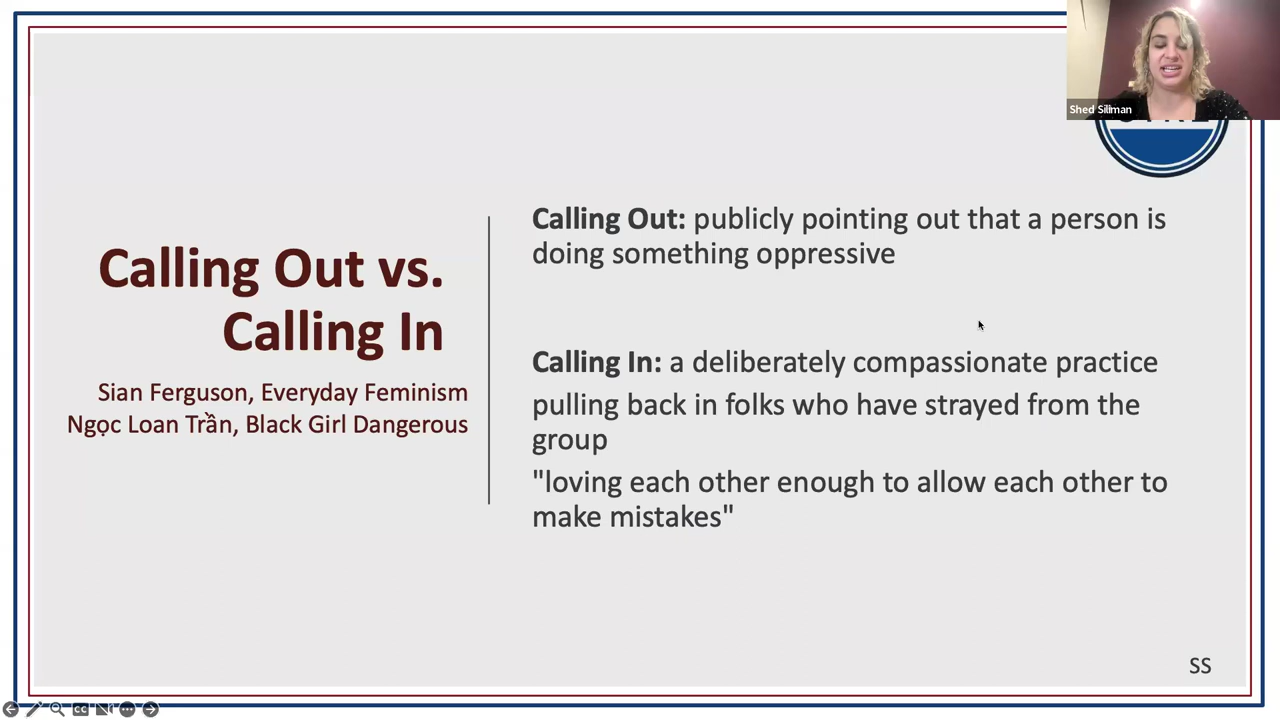 Shed Siliman
Calling Out vs.
Calling In
Sian Ferguson, Everyday Feminism
Ngọc Loan Trần, Black Girl Dangerous
Calling Out: publicly pointing out that a person is
doing something oppressive
Calling In: a deliberately compassionate practice
pulling back in folks who have strayed from the
group
"loving each other enough to allow each other to
make mistakes"
SS
CC